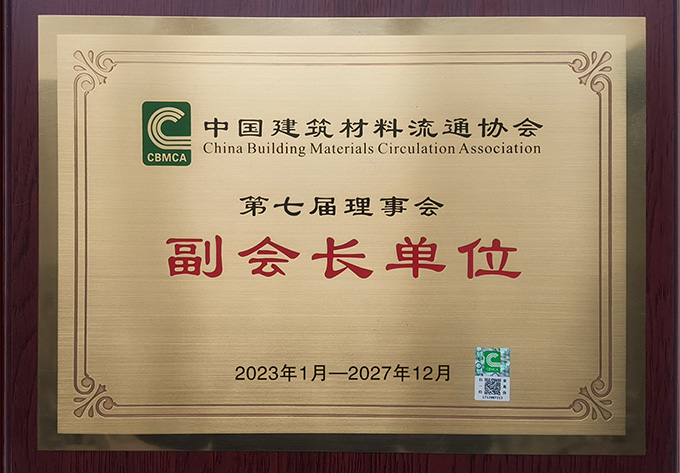 中国建筑材料流通协会
CBMCA
China Building Materials Circulation Association
第七届理事会
副会长单位
2023年1月—2027年12月
CBMCA